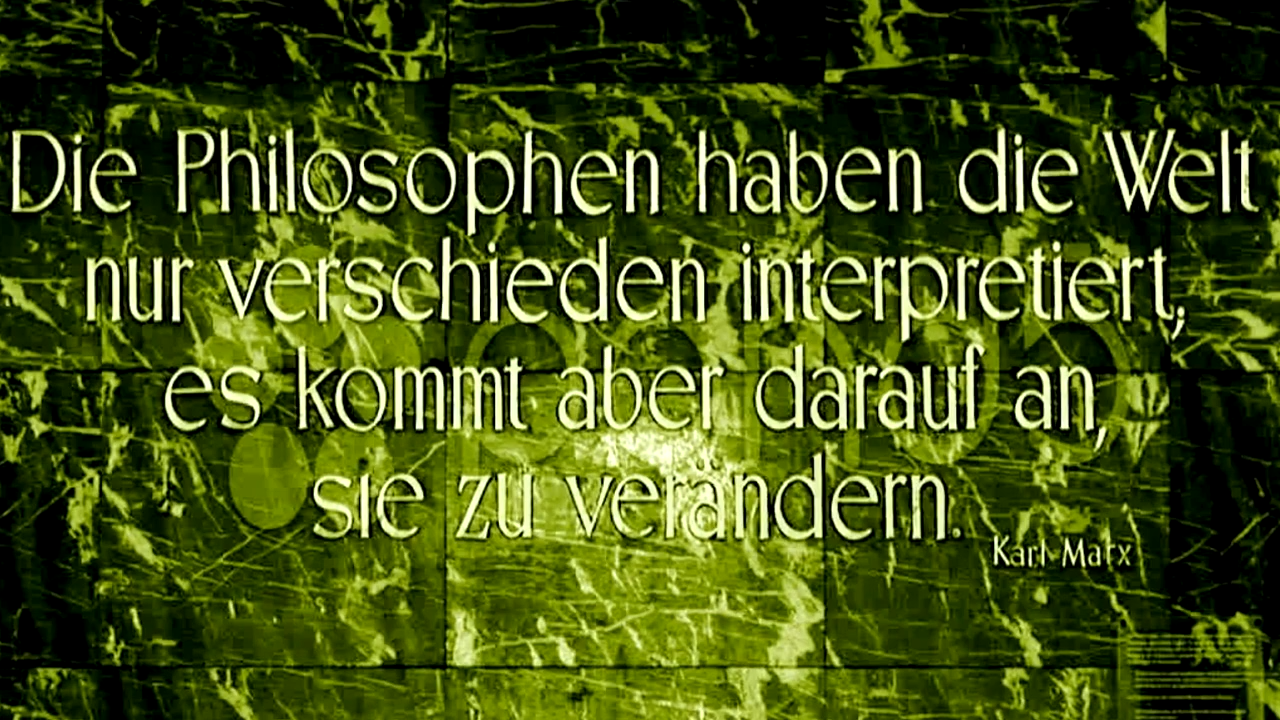 Die Philosophen haben die Welt
nur verschieden interpretiert,
es kommt aber darauf an,
sie zu verändern.
Karl Marx